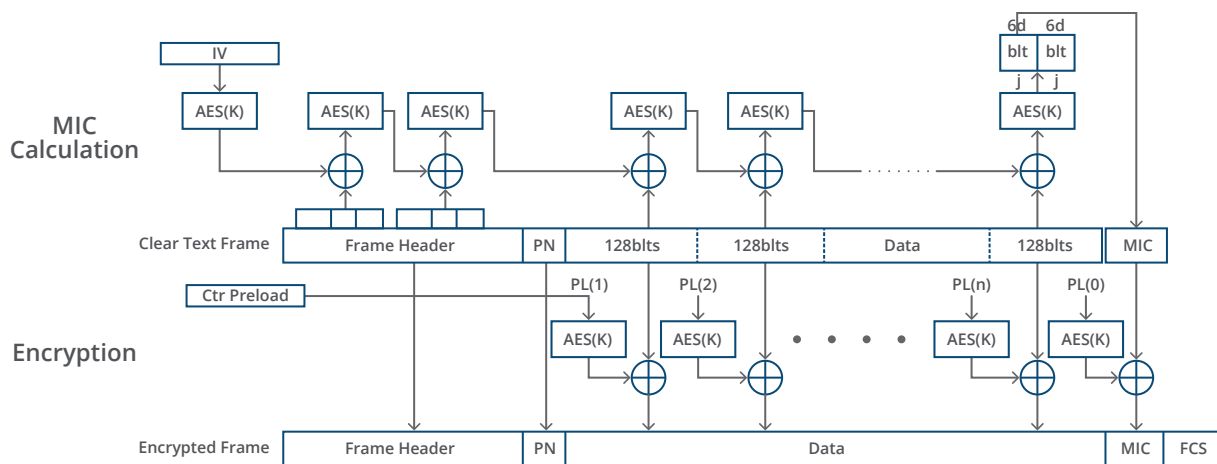 6d 6d
IV
blt blt
j j
AES(K) AES(K) AES(K) AES(K) AES(K) AES(K)
MIC
Calculation
Clear Text Frame Frame Header PN 128blts 128blts Data 128blts MIC
Ctr Preload PL(1) PL(2) PL(n) PL(0)
AES(K) AES(K) AES(K) AES(K)
Encryption
Encrypted Frame Frame Header PN Data MIC FCS